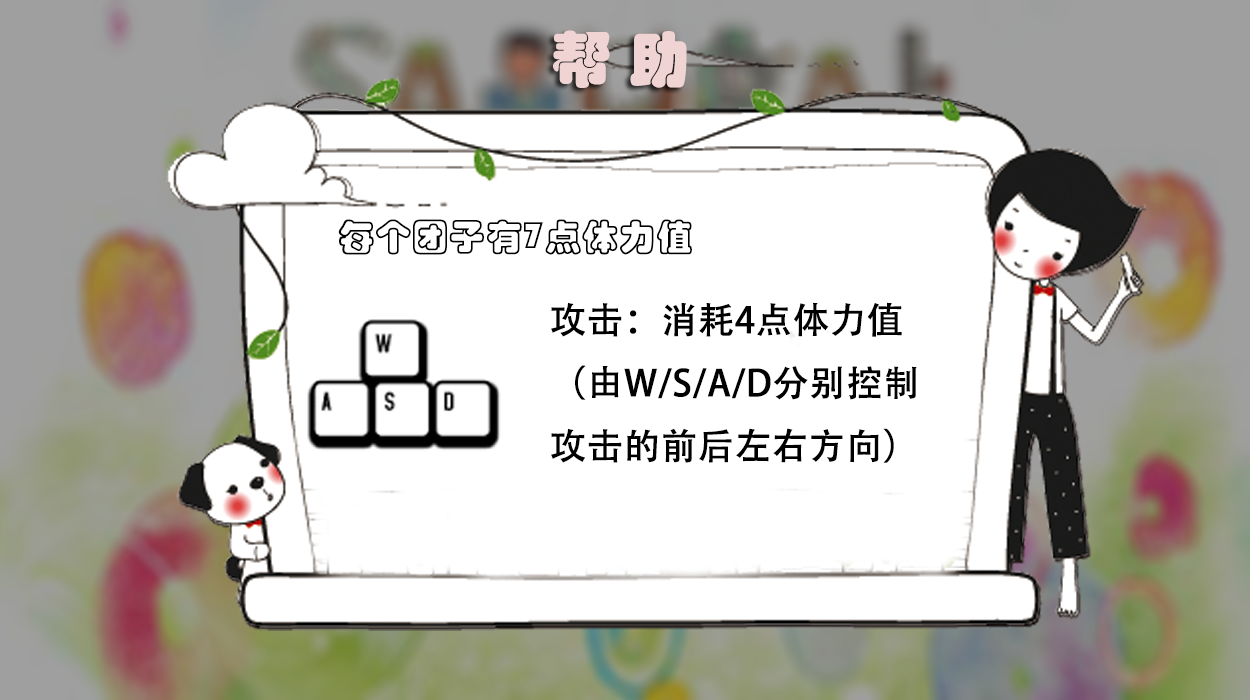 帮助
每个团子有7点体力值
攻击：消耗4点体力值
（由W/S/A/D分别控制
攻击的前后左右方向）
W
A S D